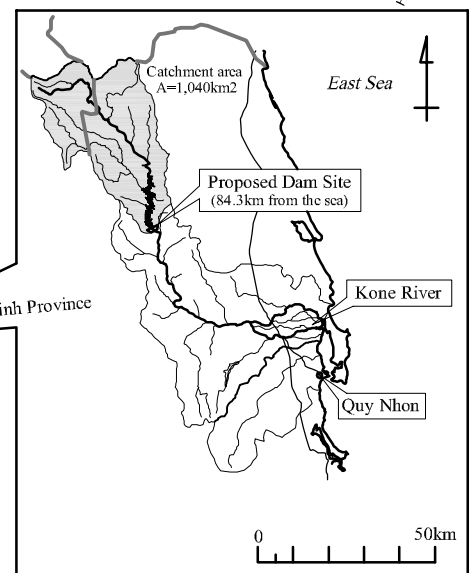 Catchment area
A=1,040km2
East Sea
Proposed Dam Site
(84.3km from the sea)
inh Province
Kone River
Quy Nhon
0
50km